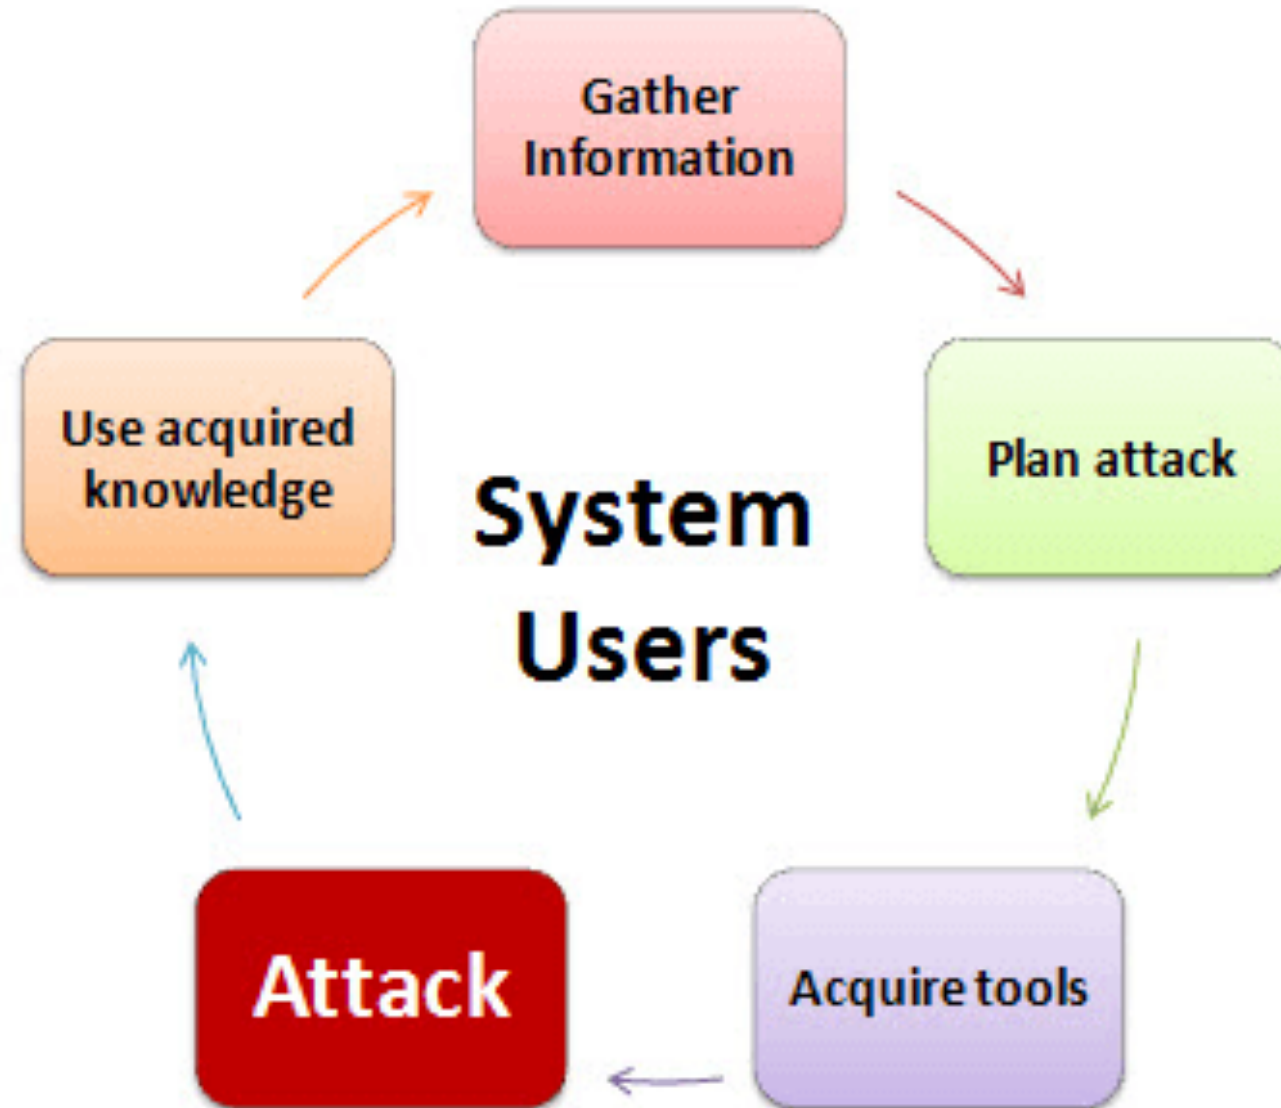 Gather
Information
Plan attack
Acquire tools
Attack
Use acquired
knowledge
System
Users